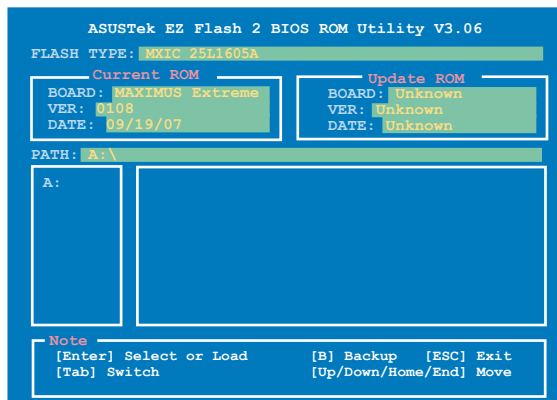 ASUSTek EZ Flash 2 BIOS ROM Utility V3.06
FLASH TYPE: MXIC 25L1605A
Current ROM
BOARD: MAXIMUS Extreme
VER: 0108
DATE: 09/19/07
Update ROM
BOARD: Unknown
VER: Unknown
DATE: Unknown
PATH: A:\
A:
Note
[Enter] Select or Load [B] Backup [ESC] Exit
[Tab] Switch [Up/Down/Home/End] Move